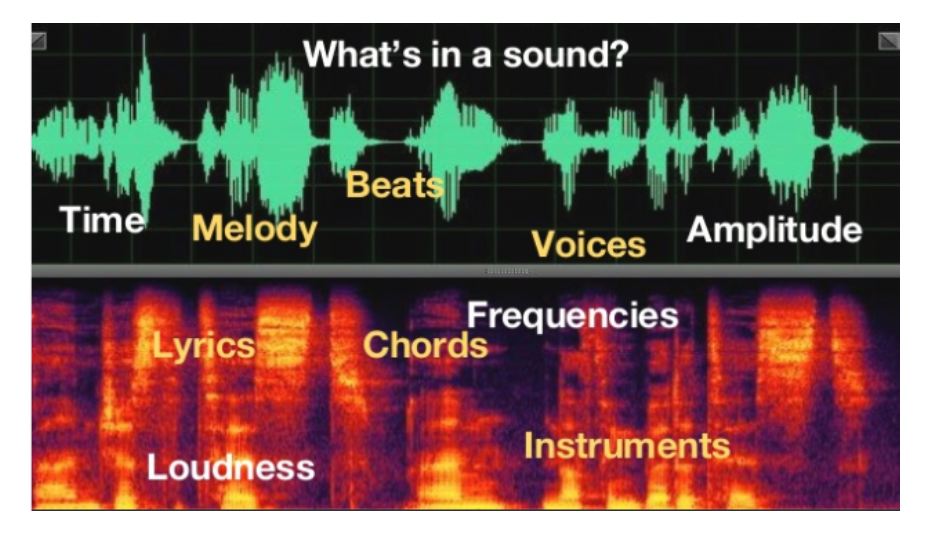 What's in a sound?
Beats
Time
Melody
Voices
Amplitude
Frequencies
Lyrics
Chords
Instruments
Loudness